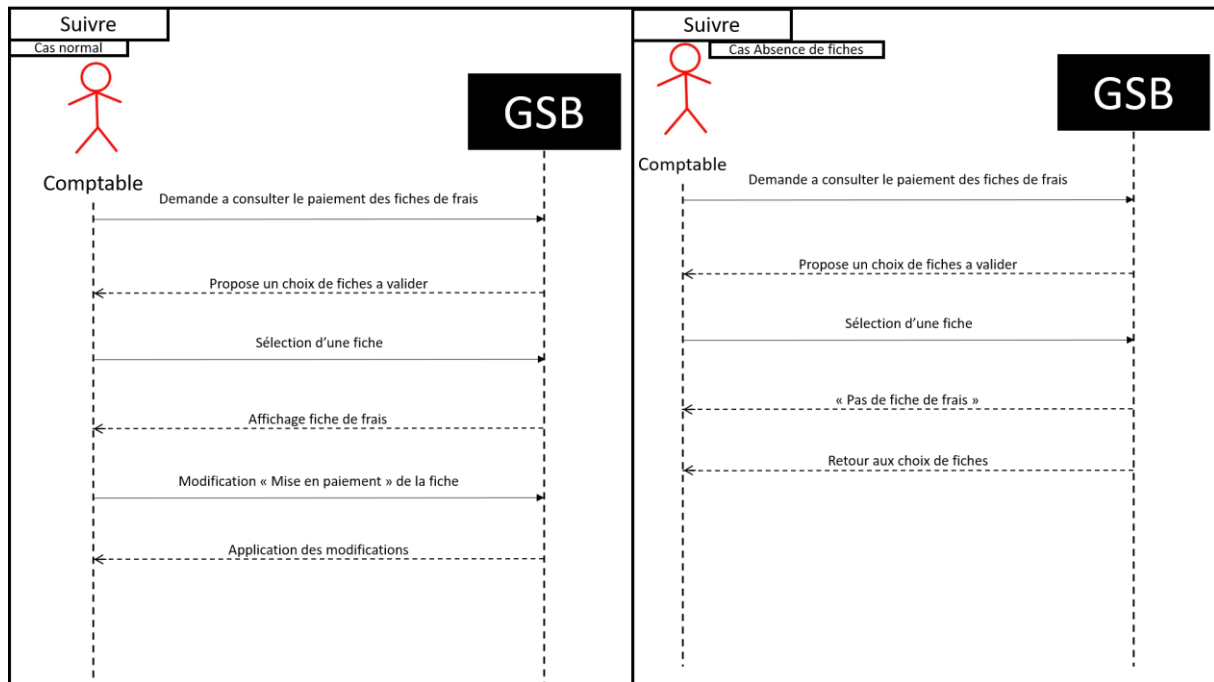 Suivre
Cas normal
GSB
Comptable
Demande a consulter le paiement des fiches de frais
Propose un choix de fiches a valider
Sélection d’une fiche
Affichage fiche de frais
Modification « Mise en paiement » de la fiche
Application des modifications
Suivre
Cas Absence de fiches
GSB
Comptable
Demande a consulter le paiement des fiches de frais
Propose un choix de fiches a valider
Sélection d’une fiche
« Pas de fiche de frais »
Retour aux choix de fiches